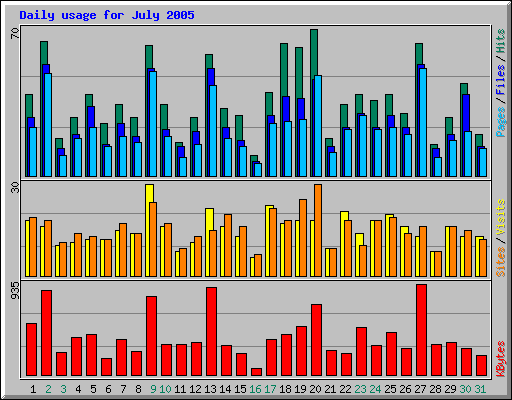 Daily usage for July 2005
70
Pages / Files / Hits
30
Sites / Visits
935
KBytes
1 2 3 4 5 6 7 8 9 10 11 12 13 14 15 16 17 18 19 20 21 22 23 24 25 26 27 28 29 30 31